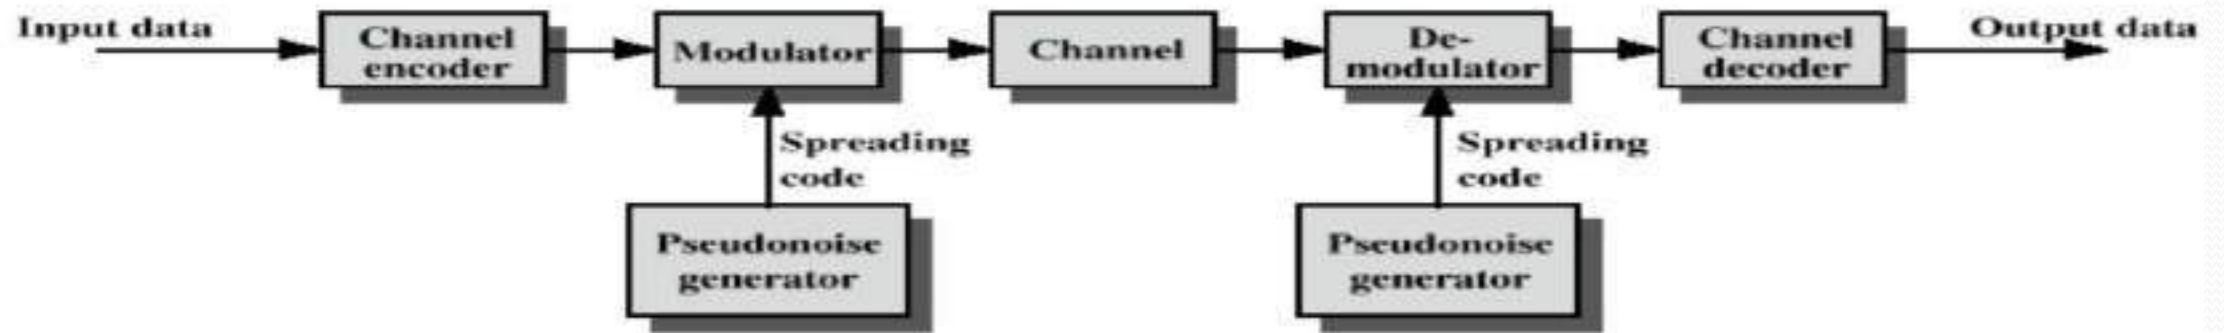 Input data
Channel
encoder
Modulator
Channel
De-
modulator
Channel
decoder
Output data
Spreading
code
Spreading
code
Pseudonoise
generator
Pseudonoise
generator